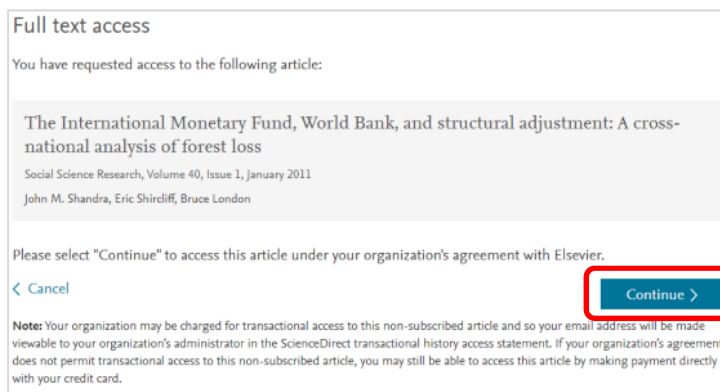 Full text access
You have requested access to the following article:
The International Monetary Fund, World Bank, and structural adjustment: A cross-
national analysis of forest loss
Social Science Research, Volume 40, Issue 1, January 2011
John M. Shandra, Eric Shircliff, Bruce London
Please select "Continue" to access this article under your organization's agreement with Elsevier.
< Cancel
Continue >
Note: Your organization may be charged for transactional access to this non-subscribed article and so your email address will be made
viewable to your organization's administrator in the ScienceDirect transactional history access statement. If your organization's agreement
does not permit transactional access to this non-subscribed article, you may still be able to access this article by making payment directly
with your credit card.